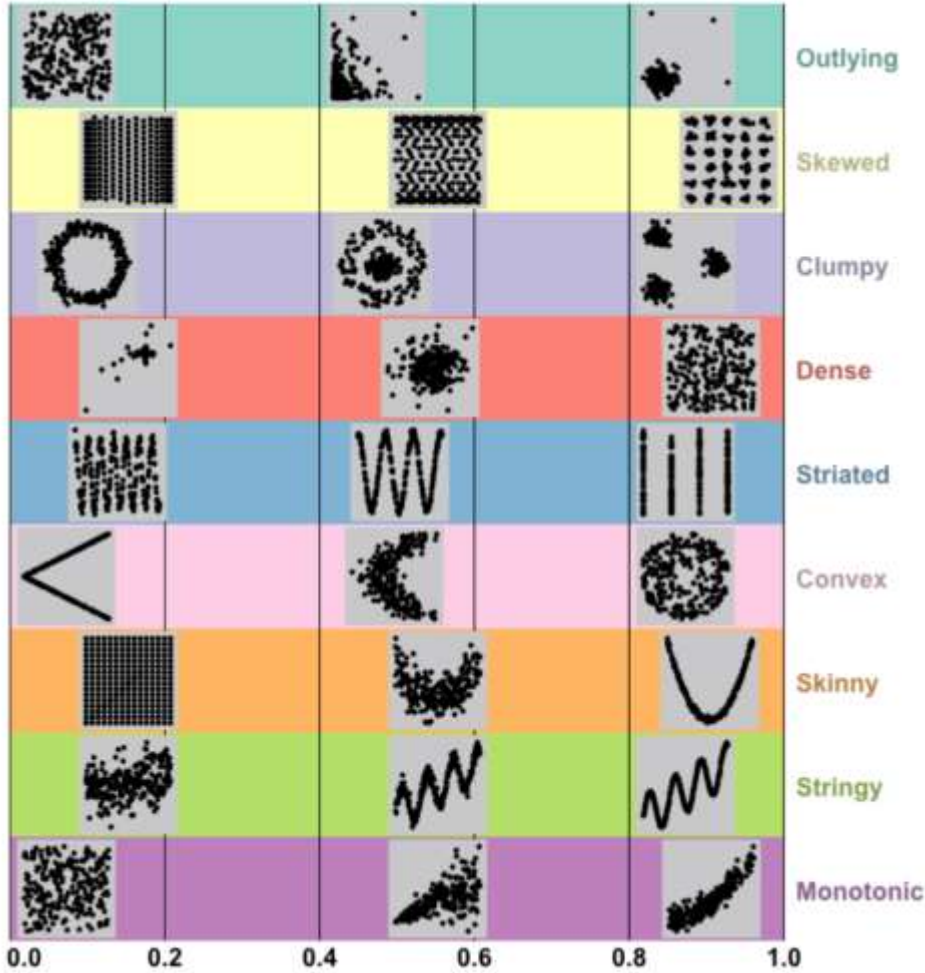 Outlying
Skewed
Clumpy
Dense
Striated
Convex
Skinny
Stringy
Monotonic
0.0 0.2 0.4 0.6 0.8 1.0